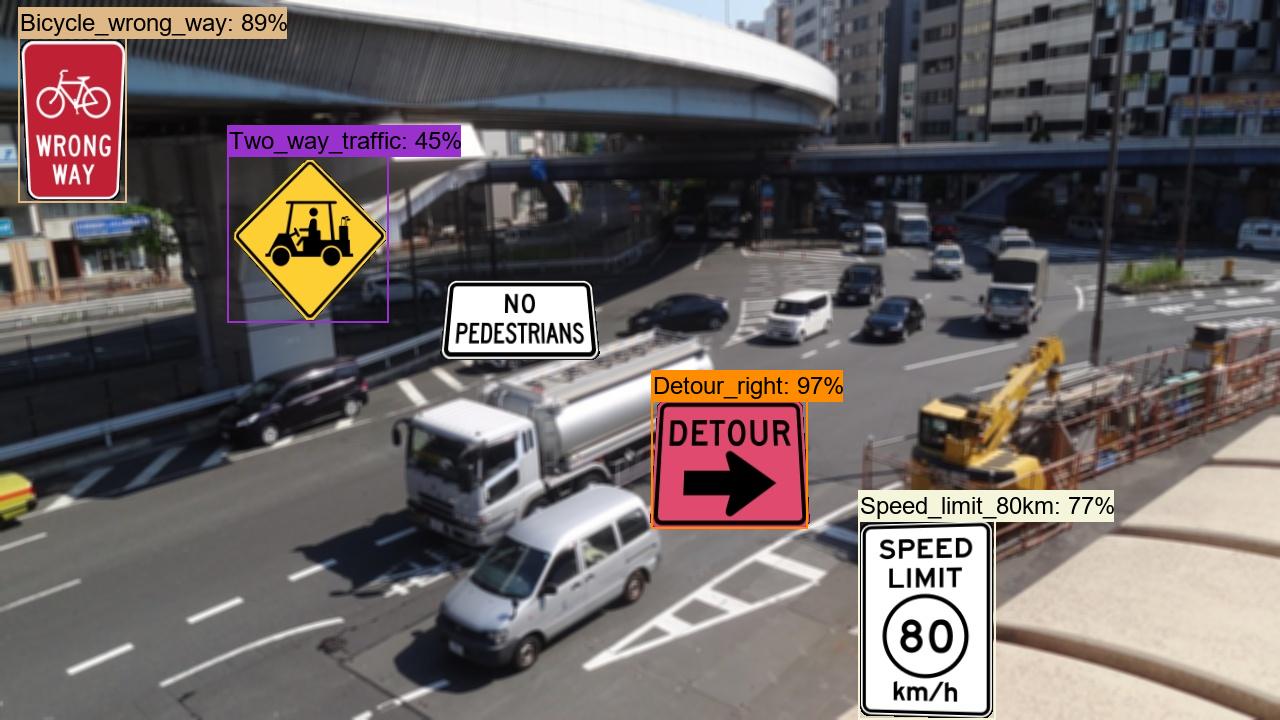 Bicycle_wrong_way: 89%
WRONG
WAY
Two_way_traffic: 45%
NO
PEDESTRIANS
Detour_right: 97%
DETOUR
Speed_limit_80km: 77%
SPEED
LIMIT
80
km/h